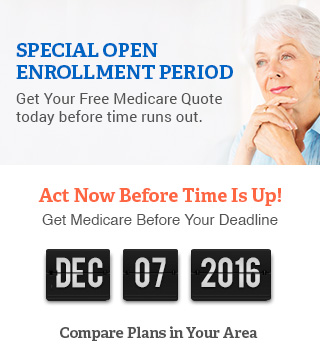 SPECIAL OPEN
ENROLLMENT PERIOD
Get Your Free Medicare Quote
today before time runs out.
Act Now Before Time Is Up!
Get Medicare Before Your Deadline
DEC 07 2016
Compare Plans in Your Area